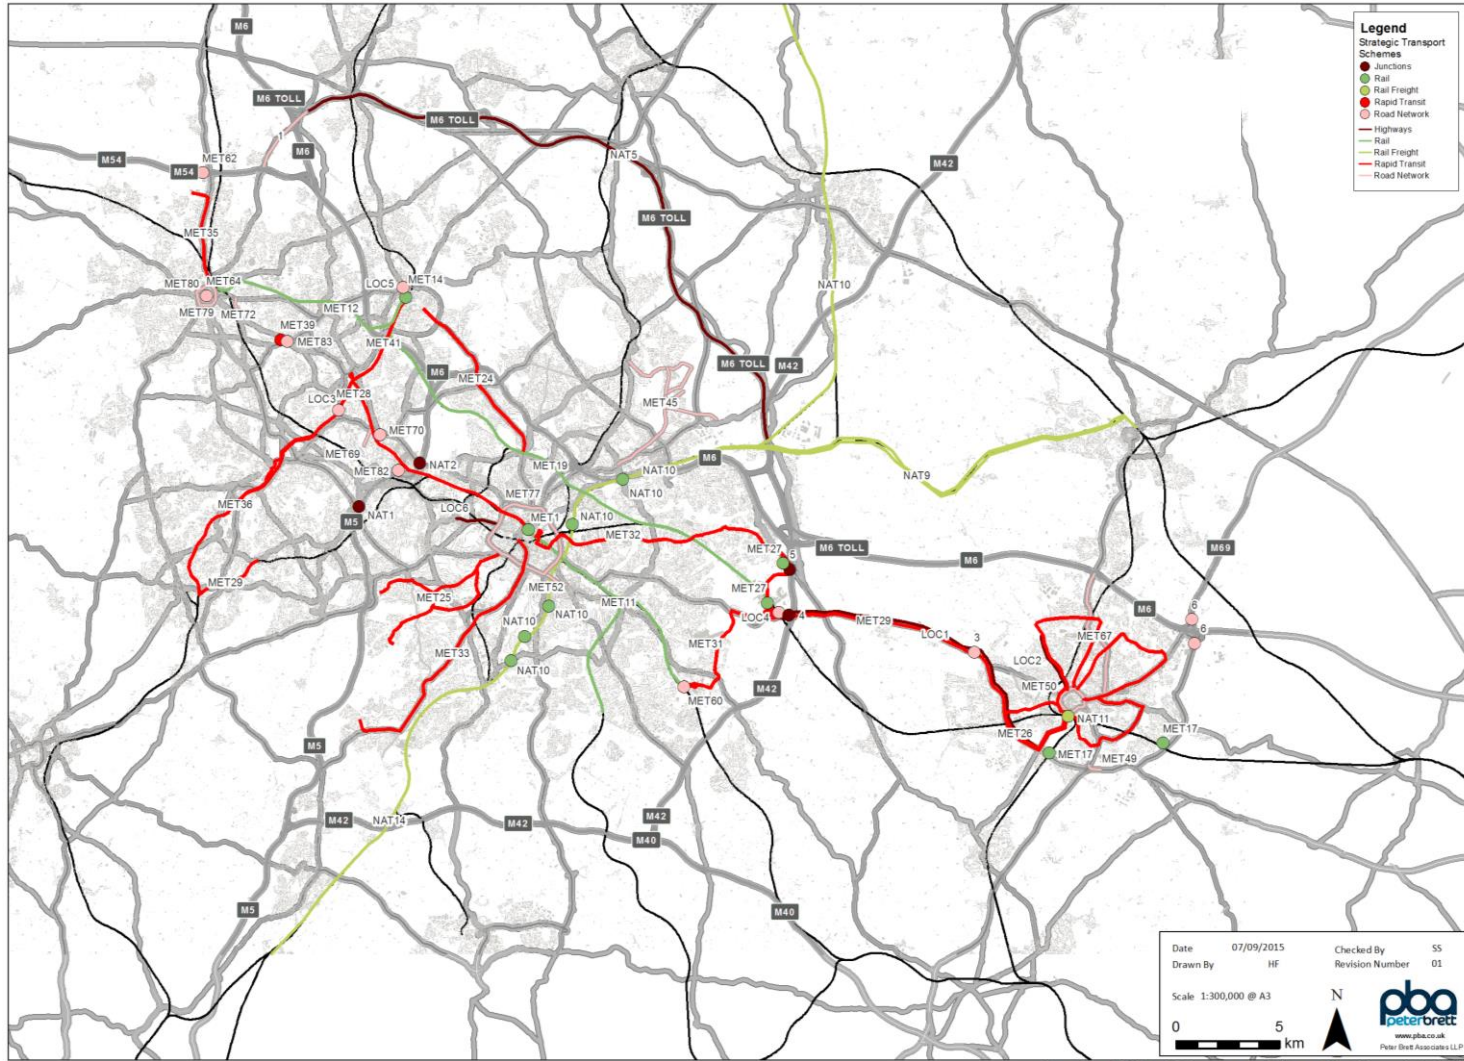 M6
Legend
Strategic Transport
Schemes
Junctions
Rail
Rail Freight
Rapid Transit
Road Network
Highways
Rail
Rail Freight
Rapid Transit
Road Network
M6 TOLL
M6 TOLL
1
M6
NAT5
M54
MET62
M54
M42
M6 TOLL
MET35
MET80
MET64
LOC5
MET14
NAT10
MET79
MET72
MET12
MET39
MET83
MET41
M6 TOLL
M42
M6
MET24
MET28
LOC3
MET45
MET70
MET69
NAT2
MET82
MET19
M6
NAT10
NAT9
NAT10
MET36
MET77
LOC6
NAT1
M5
MET1
NAT10
MET32
MET27
5
M6 TOLL
M6
M69
MET29
MET25
MET52
MET11
MET27
LOC4
4
MET29
LOC1
M6
6
6
NAT10
NAT10
MET33
MET31
3
MET67
LOC2
NAT10
MET60
M42
MET50
NAT11
MET26
MET17
MET17
MET49
M5
NAT14
M42
M42
M42
M40
M5
M40
Date 07/09/2015 Checked By SS
Drawn By HF Revision Number 01
Scale 1:300,000 @ A3
N
0 5
km
pba
peterbrett
www.pba.co.uk
Peter Brett Associates LLP